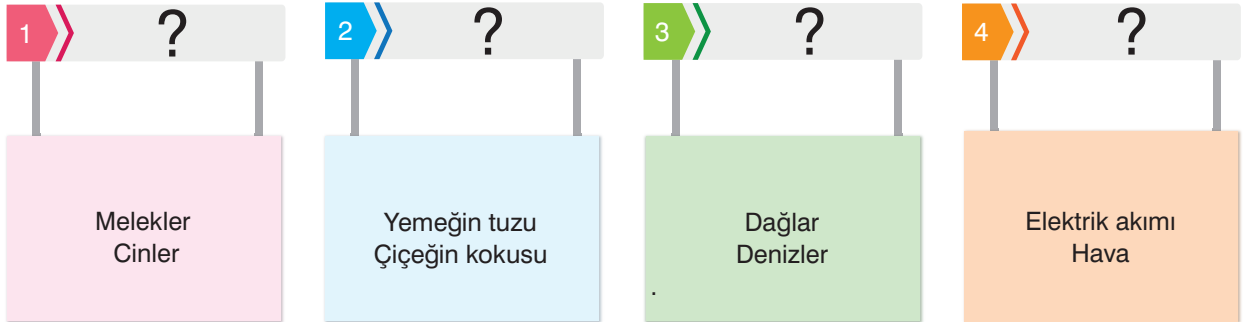 1 ?
Melekler
Cinler
2 ?
Yemeğin tuzu
Çiçeğin kokusu
3 ?
Dağlar
Denizler
.
4 ?
Elektrik akımı
Hava